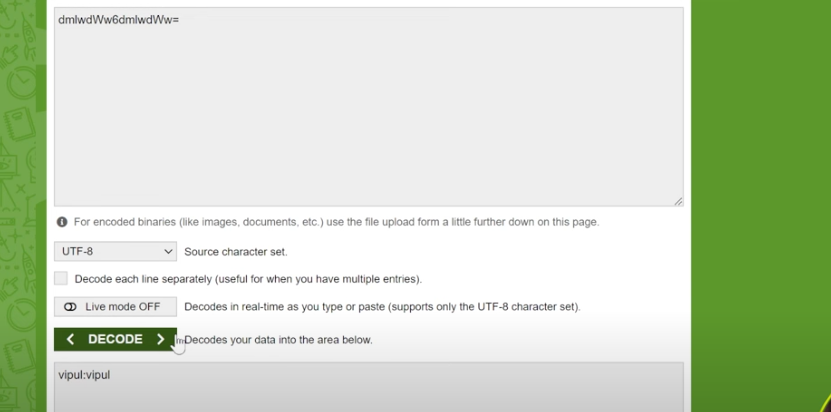 dmlwdWw6dmlwdWw=
For encoded binaries (like images, documents, etc.) use the file upload form a little further down on this page.
UTF-8 Source character set.
Decode each line separately (useful for when you have multiple entries).
Live mode OFF Decodes in real-time as you type or paste (supports only the UTF-8 character set).
< DECODE > Decodes your data into the area below.
vipul:vipul